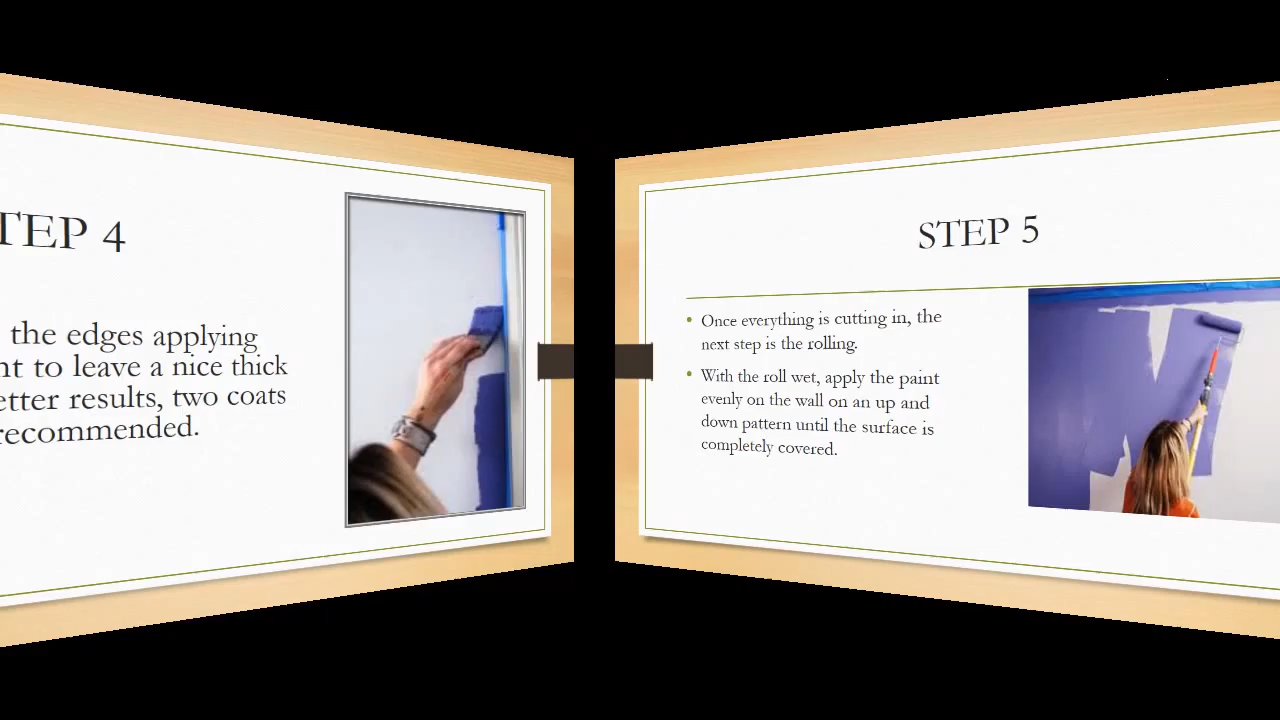 TEP 4
the edges applying
nt to leave a nice thick
etter results, two coats
recommended.
STEP 5
• Once everything is cutting in, the
next step is the rolling.
• With the roll wet, apply the paint
evenly on the wall on an up and
down pattern until the surface is
completely covered.